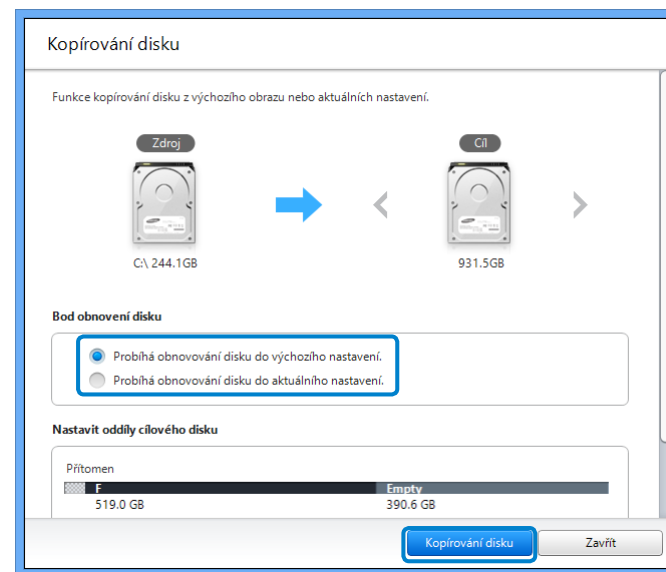 Kopírování disku
Funkce kopírování disku z výchozího obrazu nebo aktuálních nastavení.
Zdroj
Cíl
C:\ 244.1GB
931.5GB
Bod obnovení disku
Probíhá obnovování disku do výchozího nastavení.
Probíhá obnovování disku do aktuálního nastavení.
Nastavit oddíly cílového disku
Přítomen
F
Empty
519.0 GB
390.6 GB
Kopírování disku
Zavřít